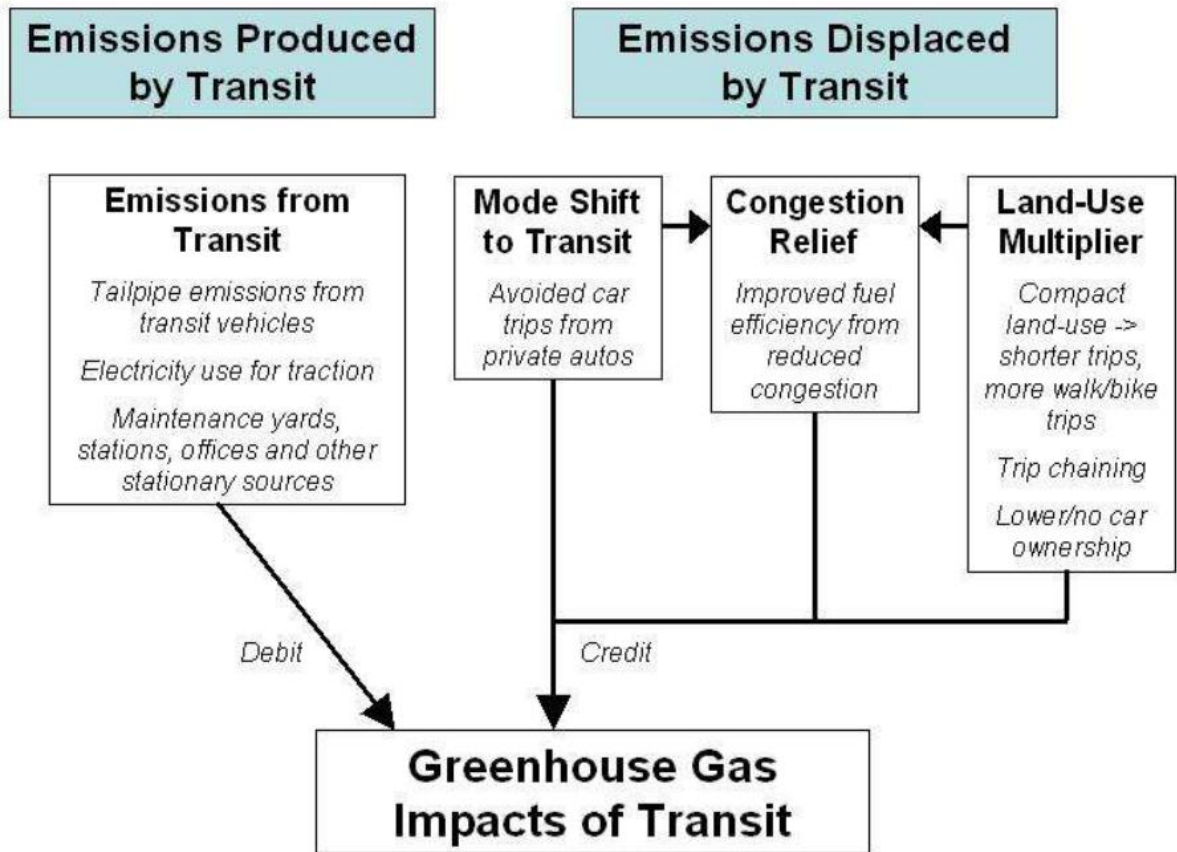 Emissions Produced
by Transit
Emissions Displaced
by Transit
Emissions from
Transit
Tailpipe emissions from
transit vehicles
Electricity use for traction
Maintenance yards,
stations, offices and other
stationary sources
Mode Shift
to Transit
Avoided car
trips from
private autos
Congestion
Relief
Improved fuel
efficiency from
reduced
congestion
Land-Use
Multiplier
Compact
land-use ->
shorter trips,
more walk/bike
trips
Trip chaining
Lower/no car
ownership
Debit
Credit
Greenhouse Gas
Impacts of Transit